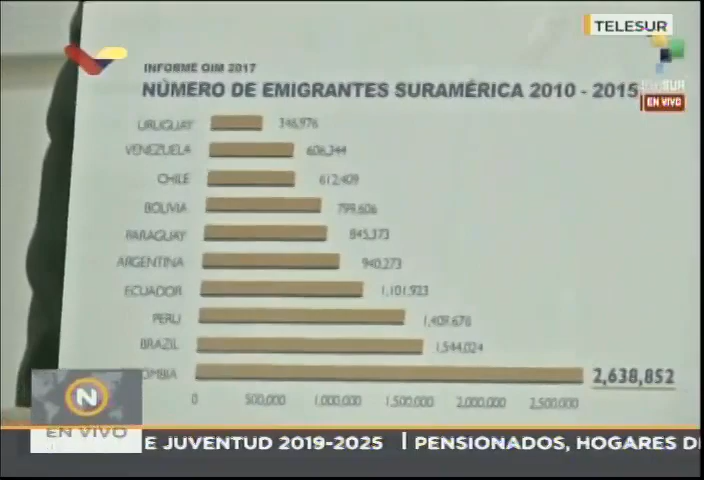 TELESUR
EN VIVO
INFORME OIM 2017
NÚMERO DE EMIGRANTES SURAMÉRICA 2010 - 2015
URUGUAY 346,976
VENEZUELA 606,344
CHILE 612,409
BOLIVIA 799,606
PARAGUAY 845,373
ARGENTINA 940,273
ECUADOR 1,101,923
PERU 1,409,676
BRAZIL 1,544,024
OMBIA 2,638,852
0 500,000 1,000,000 1,500,000 2,000,000 2,500,000
N
EN VIVO
E JUVENTUD 2019-2025 | PENSIONADOS, HOGARES D